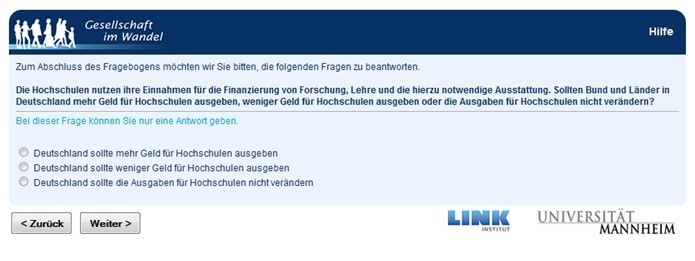 Gesellschaft
im Wandel
Hilfe
Zum Abschluss des Fragebogens möchten wir Sie bitten, die folgenden Fragen zu beantworten.
Die Hochschulen nutzen ihre Einnahmen für die Finanzierung von Forschung, Lehre und die hierzu notwendige Ausstattung. Sollten Bund und Länder in
Deutschland mehr Geld für Hochschulen ausgeben, weniger Geld für Hochschulen ausgeben oder die Ausgaben für Hochschulen nicht verändern?
Bei dieser Frage können Sie nur eine Antwort geben.
Deutschland sollte mehr Geld für Hochschulen ausgeben
Deutschland sollte weniger Geld für Hochschulen ausgeben
Deutschland sollte die Ausgaben für Hochschulen nicht verändern
< Zurück
Weiter >
LINK
INSTITUT
UNIVERSITÄT
MANNHEIM